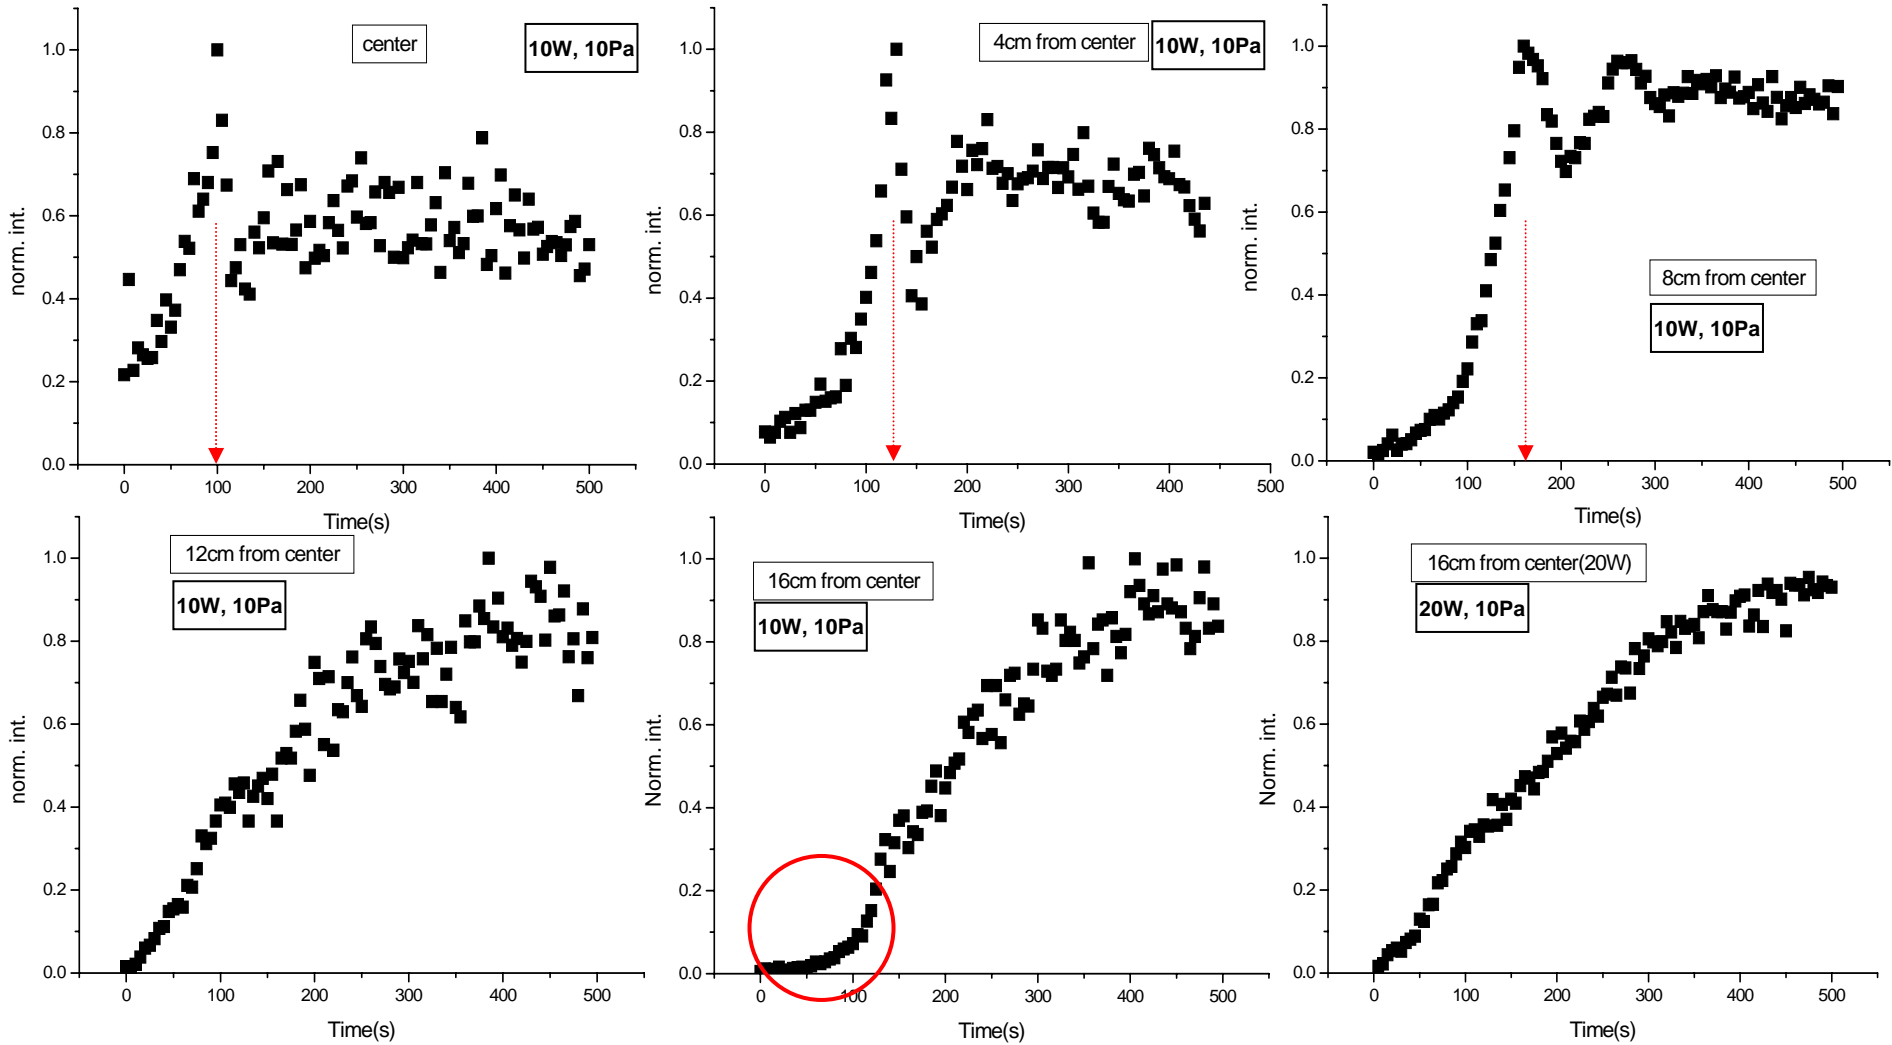 center
10W, 10Pa
norm. int.
1.0
0.8
0.6
0.4
0.2
0.0
0 100 200 300 400 500
Time(s)
4cm from center
10W, 10Pa
norm. int.
1.0
0.8
0.6
0.4
0.2
0.0
0 100 200 300 400 500
Time(s)
8cm from center
10W, 10Pa
norm. int.
1.0
0.8
0.6
0.4
0.2
0.0
0 100 200 300 400 500
Time(s)
12cm from center
10W, 10Pa
norm. int.
1.0
0.8
0.6
0.4
0.2
0.0
0 100 200 300 400 500
Time(s)
16cm from center
10W, 10Pa
Norm. int.
1.0
0.8
0.6
0.4
0.2
0.0
0 100 200 300 400 500
Time(s)
16cm from center(20W)
20W, 10Pa
Norm. int.
1.0
0.8
0.6
0.4
0.2
0.0
0 100 200 300 400 500
Time(s)